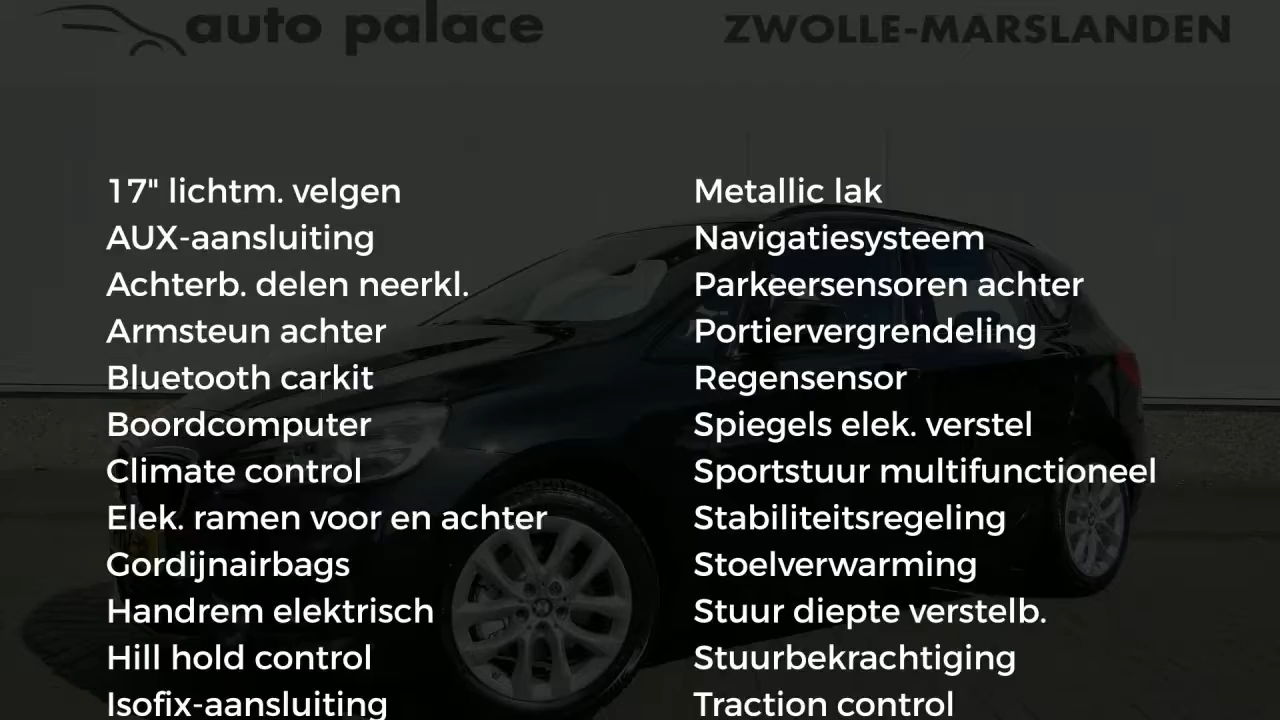 auto palace
ZWOLLE-MARSLANDEN
17" lichtm. velgen
AUX-aansluiting
Achterb. delen neerkl.
Armsteun achter
Bluetooth carkit
Boordcomputer
Climate control
Elek. ramen voor en achter
Gordijnairbags
Handrem elektrisch
Hill hold control
Isofix-aansluiting
Metallic lak
Navigatiesysteem
Parkeersensoren achter
Portiervergrendeling
Regensensor
Spiegels elek. verstel
Sportstuur multifunctioneel
Stabiliteitsregeling
Stoelverwarming
Stuur diepte verstelb.
Stuurbekrachtiging
Traction control